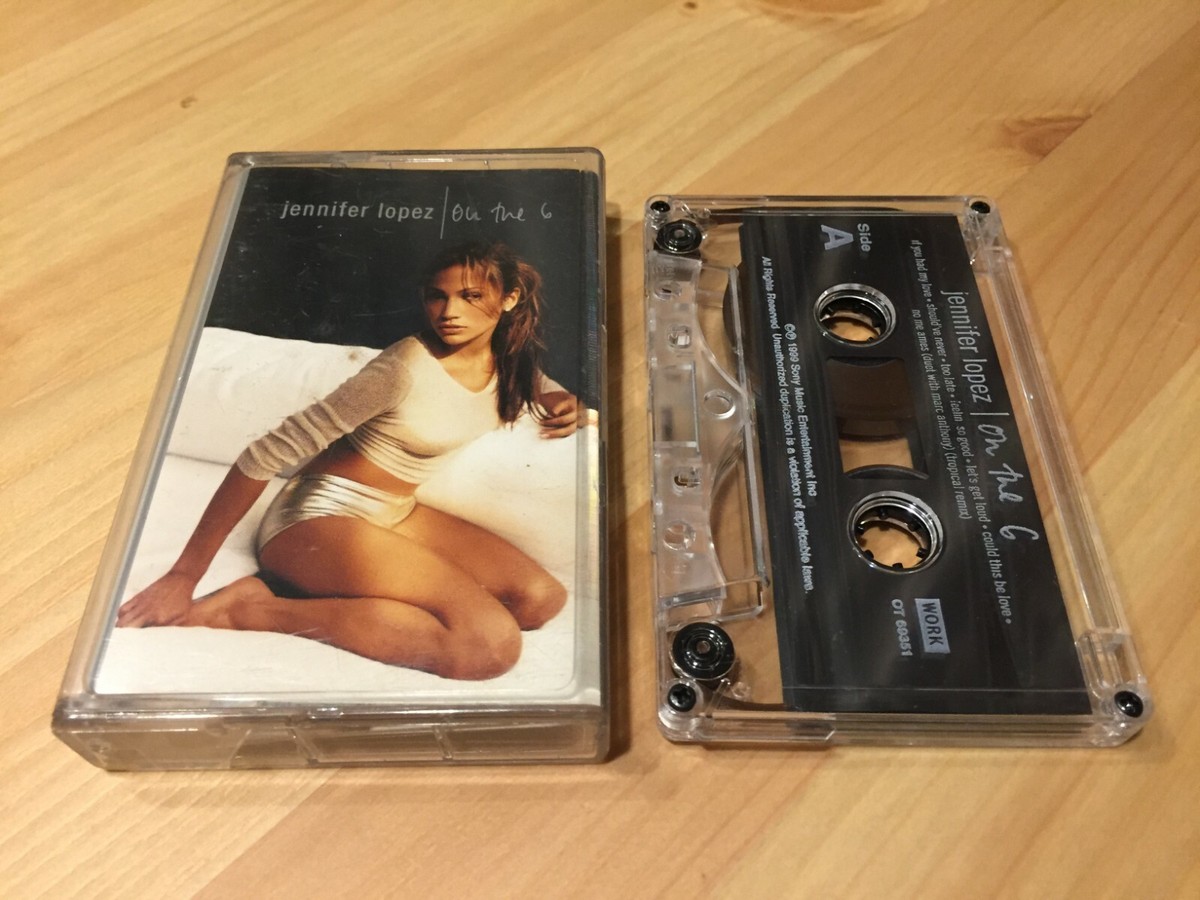 jennifer lopez | on the 6
jennifer lopez | on the 6
if you had my love • should've never • too late • feelin' so good • let's get loud • could this be love •
no me ames (duet with marc anthony) (tropical remix)
Side
A
WORK
OT 69351
℗© 1999 Sony Music Entertainment Inc
All Rights Reserved Unauthorized duplication is a violation of applicable laws.